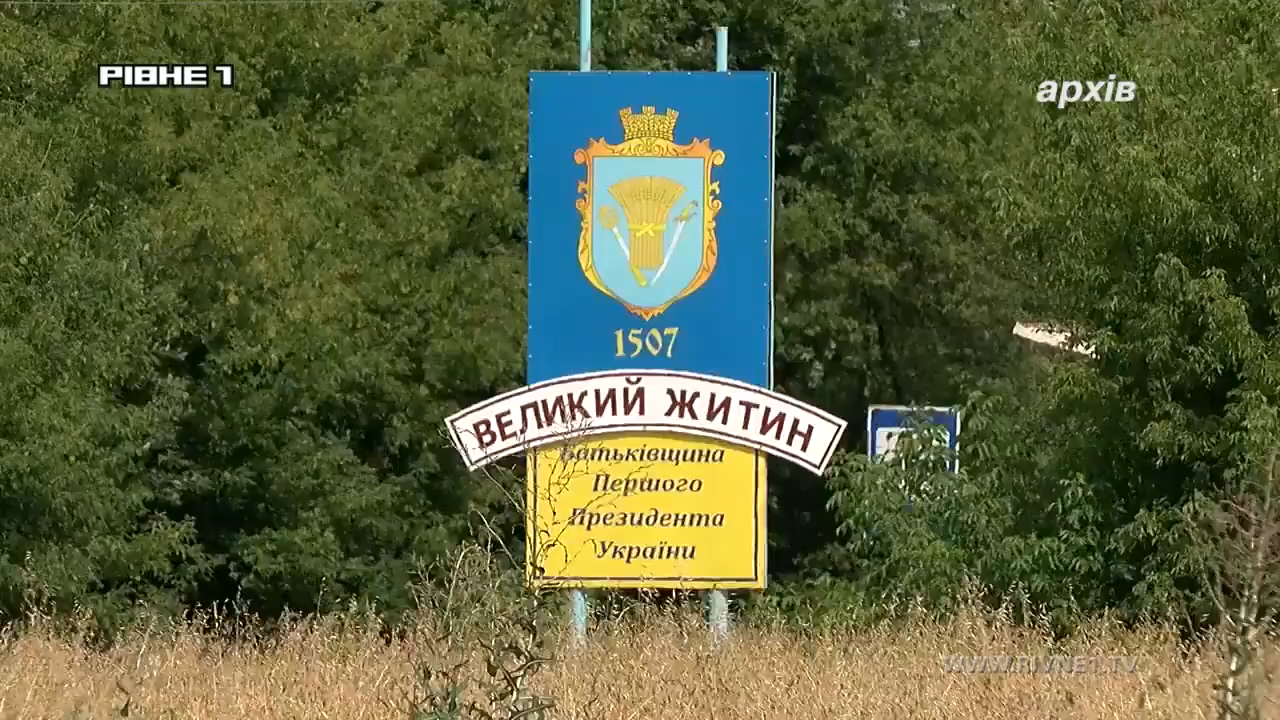 РІВНЕ 1
архів
1507
ВЕЛИКИЙ ЖИТИН
Батьківщина
Першого
Президента
України
WWW.RIVNE1.TV